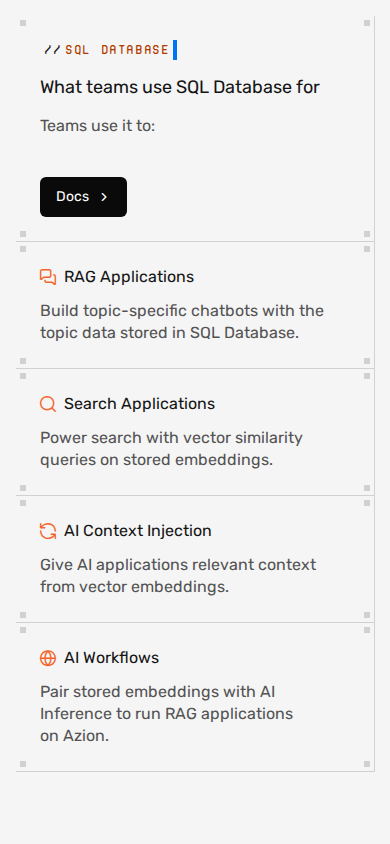 // SQL DATABASE
What teams use SQL Database for
Teams use it to:
Docs
RAG Applications
Build topic-specific chatbots with the
topic data stored in SQL Database.
Search Applications
Power search with vector similarity
queries on stored embeddings.
AI Context Injection
Give AI applications relevant context
from vector embeddings.
AI Workflows
Pair stored embeddings with AI
Inference to run RAG applications
on Azion.